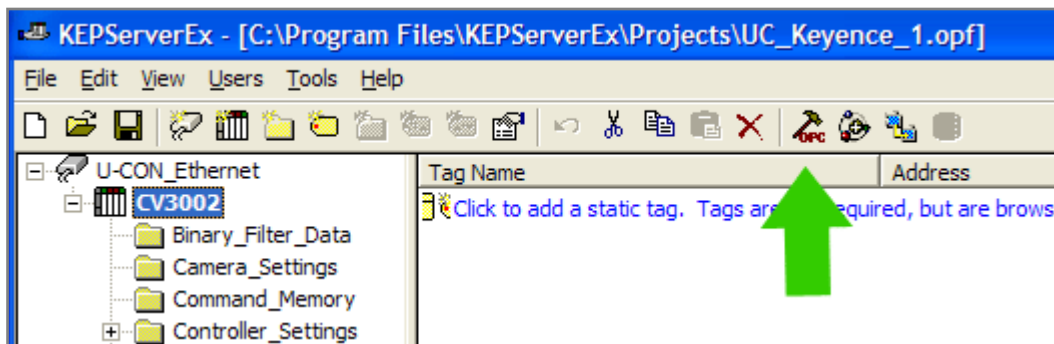 KEPServerEx - [C:\Program Files\KEPServerEx\Projects\UC_Keyence_1.opf]
File Edit View Users Tools Help
OPC
U-CON_Ethernet
Tag Name Address
CV3002
Click to add a static tag. Tags are equired, but are brows
Binary_Filter_Data
Camera_Settings
Command_Memory
Controller_Settings